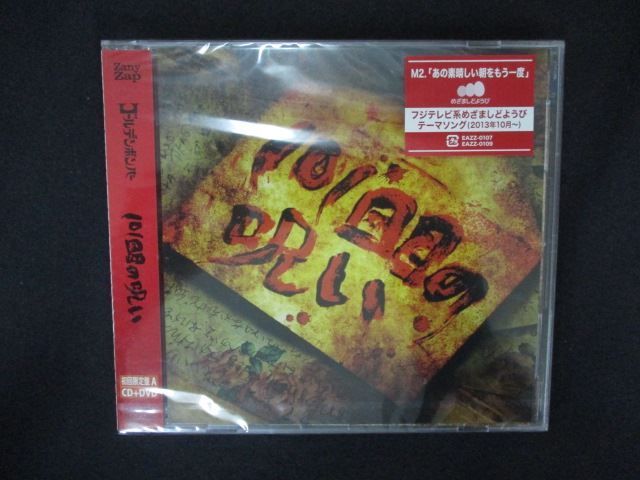 Zany
Zap
ゴールデンボンバー
101回目の呪い
初回限定盤 A
CD+DVD
M2.「あの素晴しい朝をもう一度」
めざましどようび
フジテレビ系めざましどようび
テーマソング(2013年10月〜)
EAZZ-0107
EAZZ-0109
101回目の
呪い